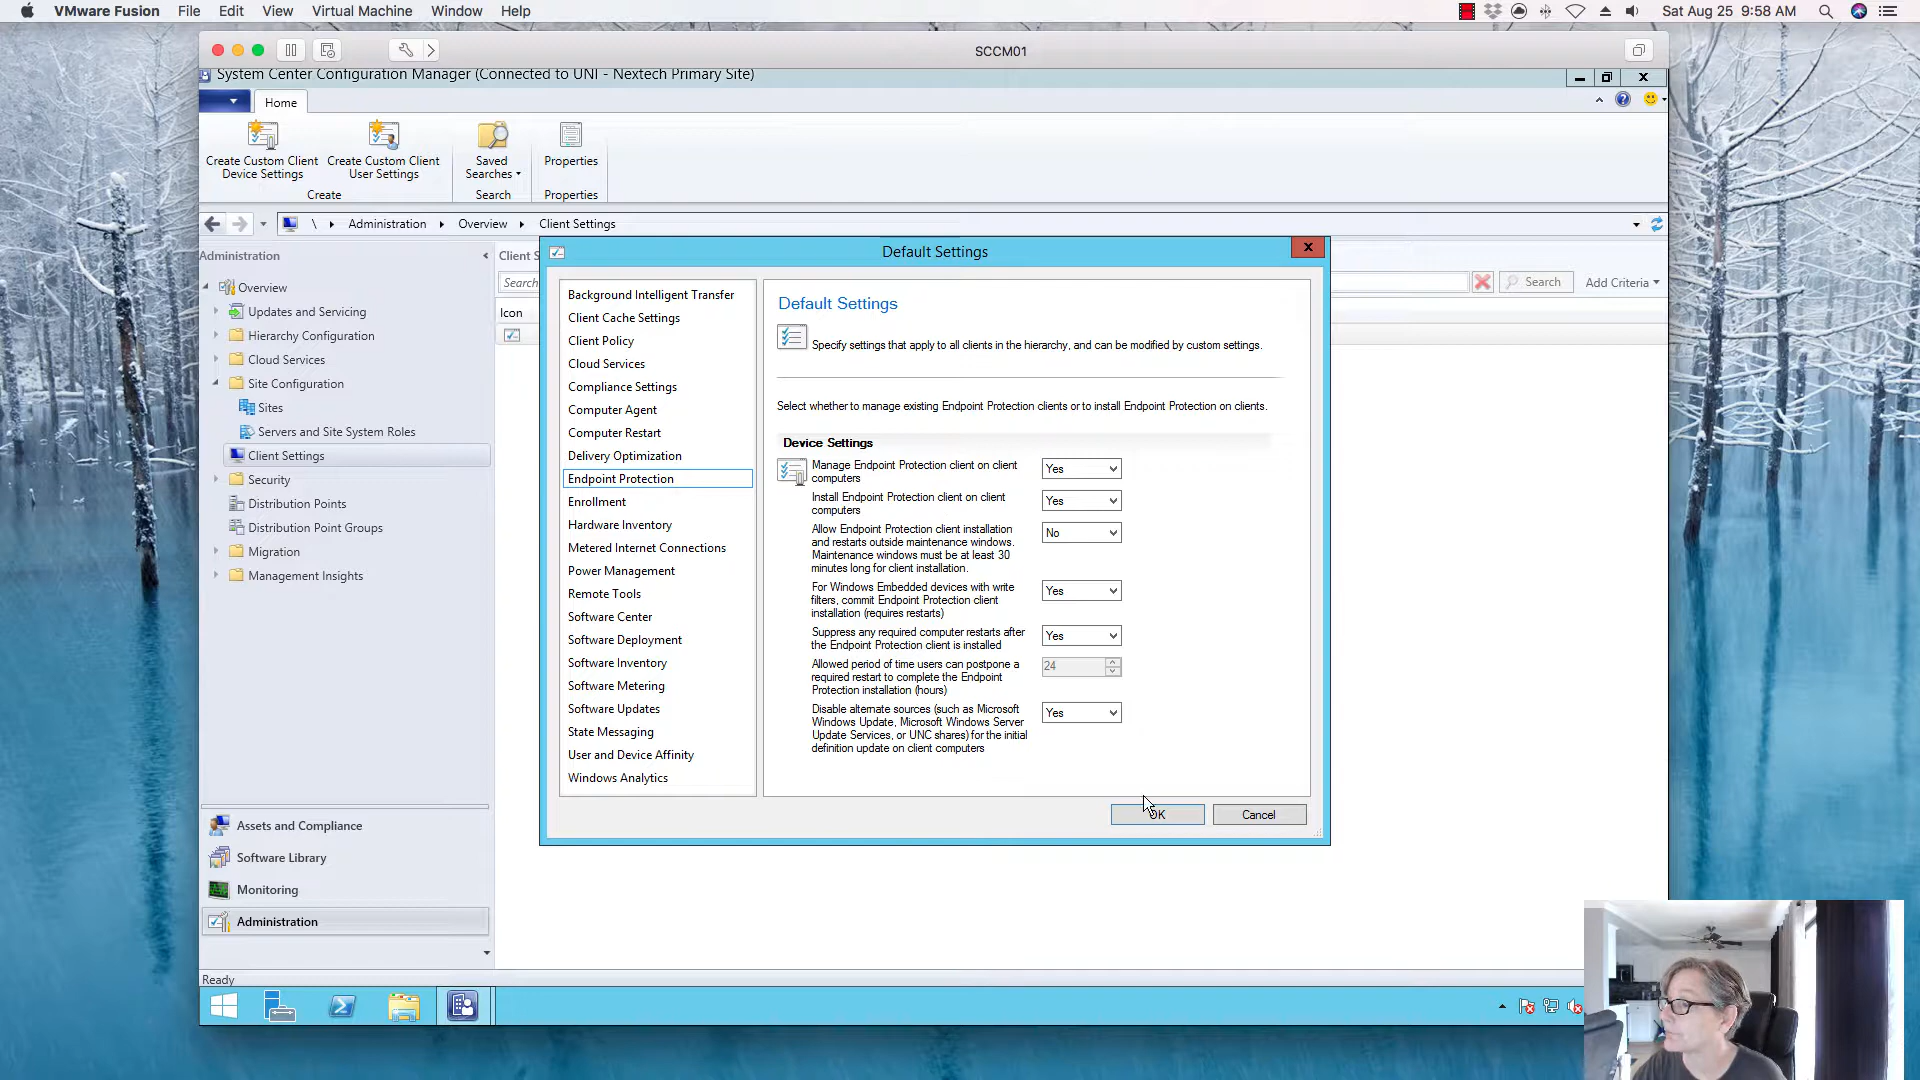 VMware Fusion File Edit View Virtual Machine Window Help Sat Aug 25 9:58 AM
SCCM01
System Center Configuration Manager (Connected to UNI - Nextech Primary Site)
Home
Create Custom Client
Device Settings
Create Custom Client
User Settings
Saved
Searches
Properties
Create
Search
Properties
\ Administration Overview Client Settings
Administration
Overview
Updates and Servicing
Hierarchy Configuration
Cloud Services
Site Configuration
Sites
Servers and Site System Roles
Client Settings
Security
Distribution Points
Distribution Point Groups
Migration
Management Insights
Assets and Compliance
Software Library
Monitoring
Administration
Ready
Client S
Search
Search
Add Criteria
Icon
Default Settings
Background Intelligent Transfer
Client Cache Settings
Client Policy
Cloud Services
Compliance Settings
Computer Agent
Computer Restart
Delivery Optimization
Endpoint Protection
Enrollment
Hardware Inventory
Metered Internet Connections
Power Management
Remote Tools
Software Center
Software Deployment
Software Inventory
Software Metering
Software Updates
State Messaging
User and Device Affinity
Windows Analytics
Default Settings
Specify settings that apply to all clients in the hierarchy, and can be modified by custom settings.
Select whether to manage existing Endpoint Protection clients or to install Endpoint Protection on clients.
Device Settings
Manage Endpoint Protection client on client
computers
Yes
Install Endpoint Protection client on client
computers
Yes
Allow Endpoint Protection client installation
and restarts outside maintenance windows.
Maintenance windows must be at least 30
minutes long for client installation.
No
For Windows Embedded devices with write
filters, commit Endpoint Protection client
installation (requires restarts)
Yes
Suppress any required computer restarts after
the Endpoint Protection client is installed
Yes
Allowed period of time users can postpone a
required restart to complete the Endpoint
Protection installation (hours)
24
Disable alternate sources (such as Microsoft
Windows Update, Microsoft Windows Server
Update Services, or UNC shares) for the initial
definition update on client computers
Yes
OK
Cancel